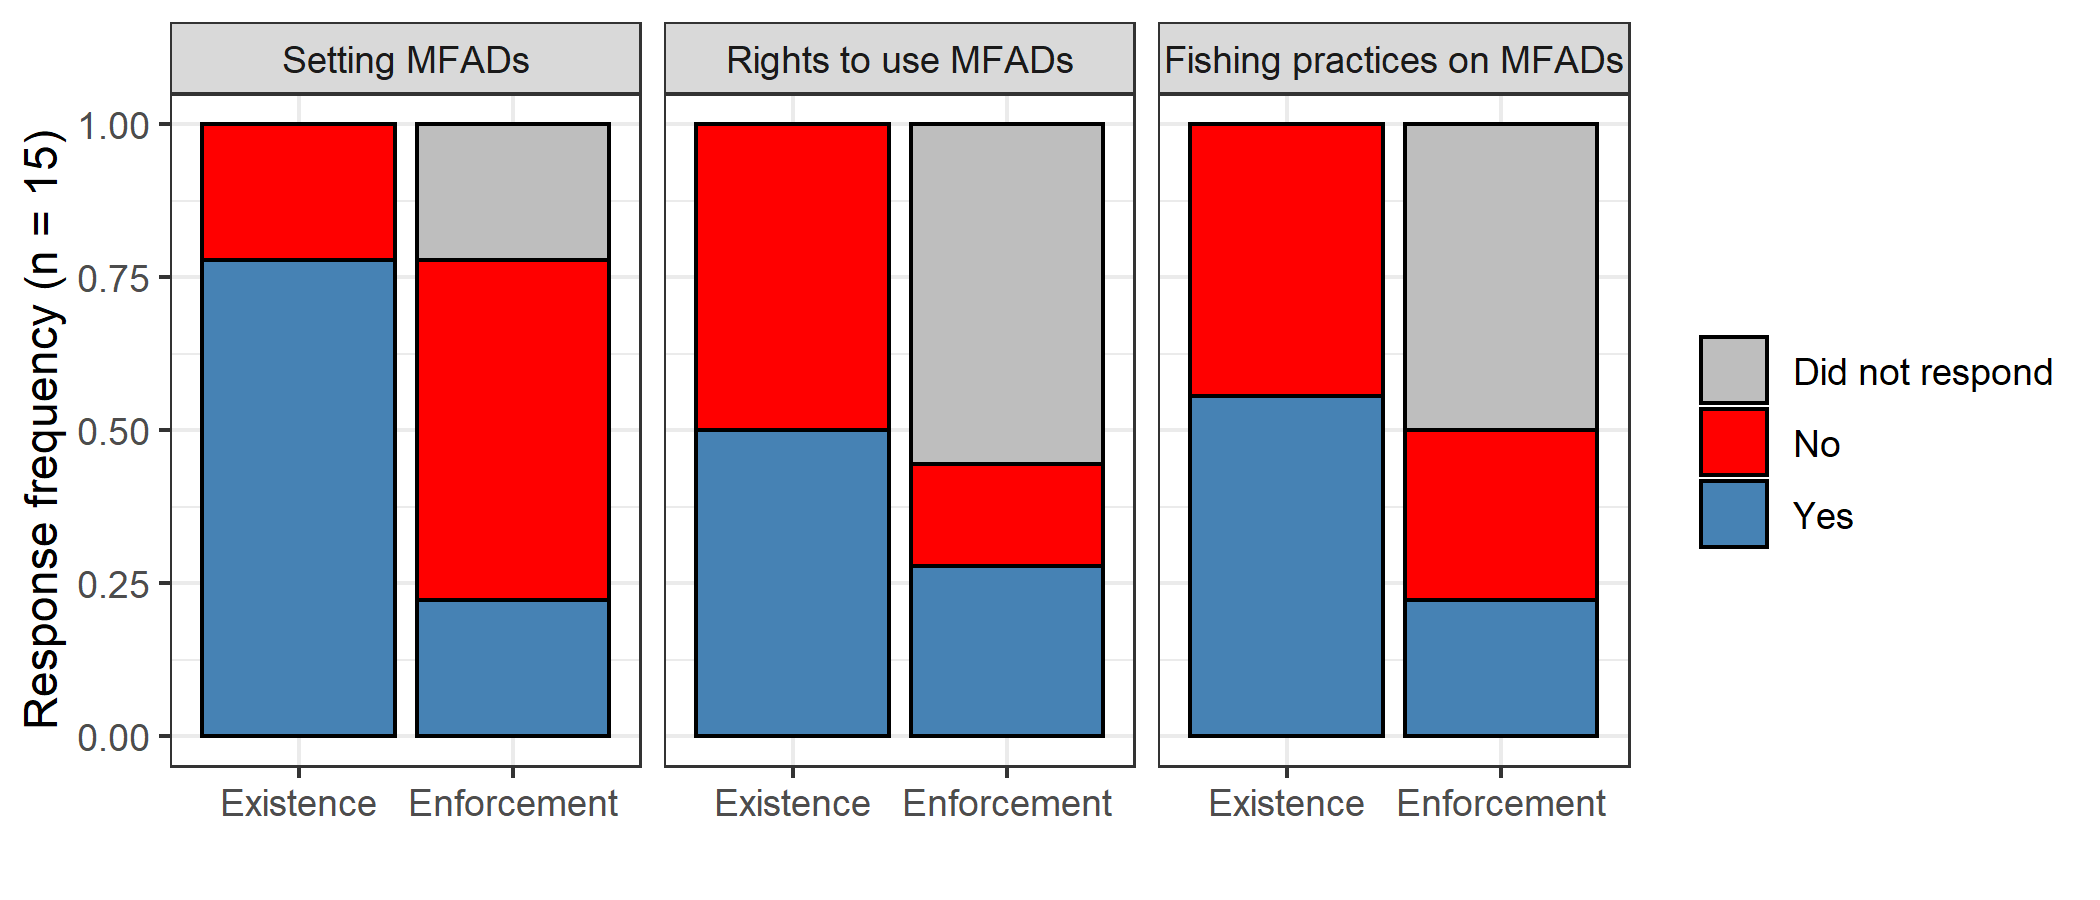 Setting MFADs
Rights to use MFADs
Fishing practices on MFADs
Response frequency (n = 15)
1.00
0.75
0.50
0.25
0.00
Existence Enforcement
Existence Enforcement
Existence Enforcement
Did not respond
No
Yes